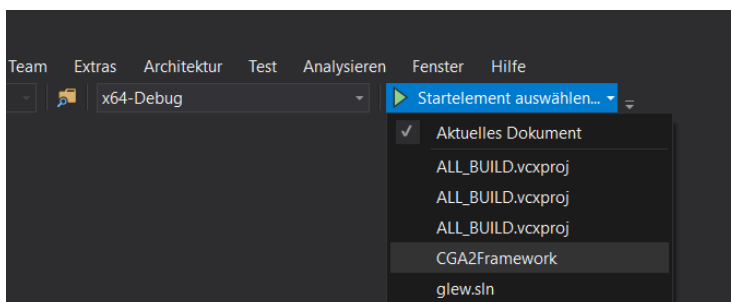 Team Extras Architektur Test Analysieren Fenster Hilfe
x64-Debug Startelement auswählen...
Aktuelles Dokument
ALL_BUILD.vcxproj
ALL_BUILD.vcxproj
ALL_BUILD.vcxproj
CGA2Framework
glew.sln